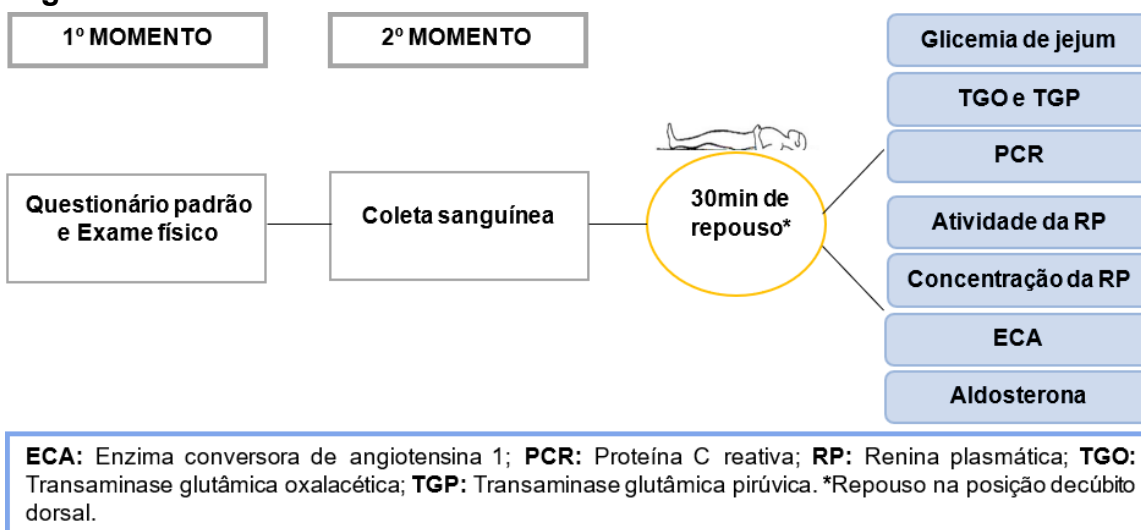 1º MOMENTO
2º MOMENTO
Questionário padrão
e Exame físico
Coleta sanguínea
30min de
repouso*
Glicemia de jejum
TGO e TGP
PCR
Atividade da RP
Concentração da RP
ECA
Aldosterona
ECA: Enzima conversora de angiotensina 1; PCR: Proteína C reativa; RP: Renina plasmática; TGO:
Transaminase glutâmica oxalacética; TGP: Transaminase glutâmica pirúvica. *Repouso na posição decúbito
dorsal.